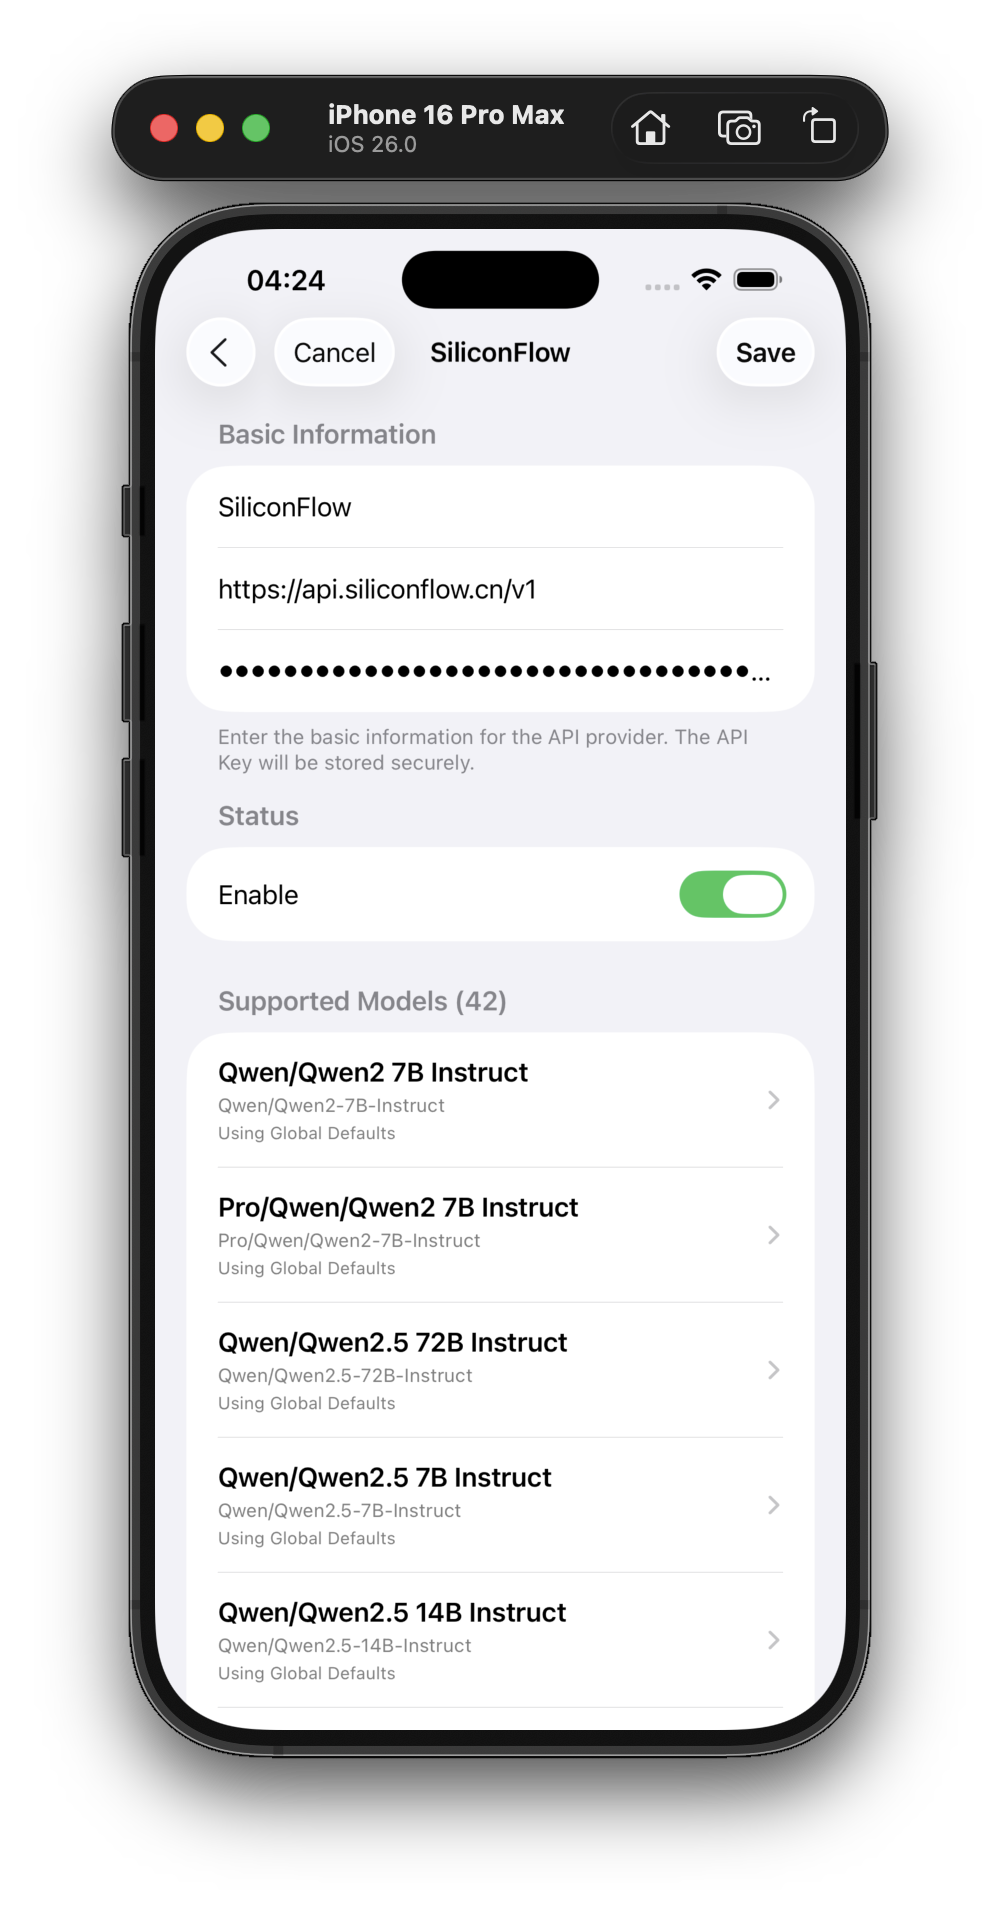 iPhone 16 Pro Max
iOS 26.0
04:24
Cancel
SiliconFlow
Save
Basic Information
SiliconFlow
https://api.siliconflow.cn/v1
••••••••••••••••••••••••••••••••••...
Enter the basic information for the API provider. The API
Key will be stored securely.
Status
Enable
Supported Models (42)
Qwen/Qwen2 7B Instruct
Qwen/Qwen2-7B-Instruct
Using Global Defaults
Pro/Qwen/Qwen2 7B Instruct
Pro/Qwen/Qwen2-7B-Instruct
Using Global Defaults
Qwen/Qwen2.5 72B Instruct
Qwen/Qwen2.5-72B-Instruct
Using Global Defaults
Qwen/Qwen2.5 7B Instruct
Qwen/Qwen2.5-7B-Instruct
Using Global Defaults
Qwen/Qwen2.5 14B Instruct
Qwen/Qwen2.5-14B-Instruct
Using Global Defaults